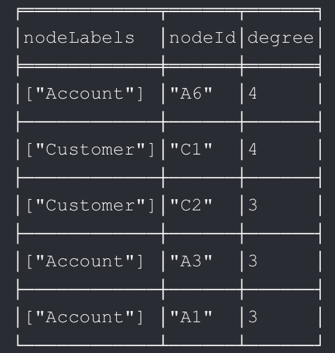 nodeLabels nodeId degree
["Account"] "A6" 4
["Customer"] "C1" 4
["Customer"] "C2" 3
["Account"] "A3" 3
["Account"] "A1" 3